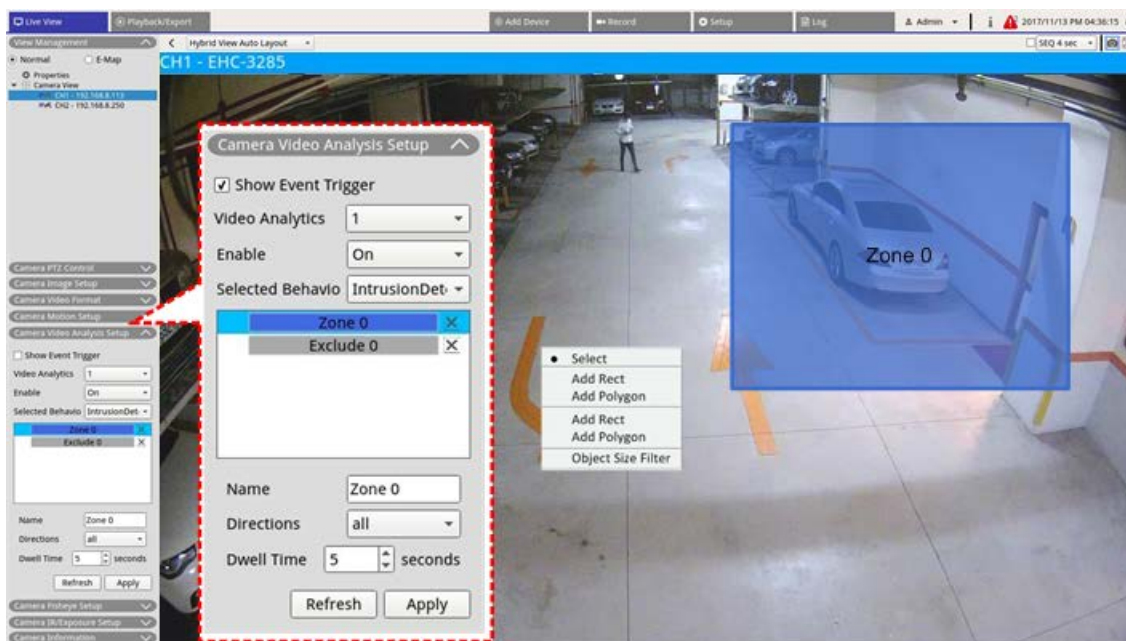 Live View
Playback/Export
Add Device
Record
Setup
Log
Admin
i
2017/11/13 PM 04:36:15
View Management
Hybrid View Auto Layout
SEQ 4 sec
Normal
E-Map
CH1 - EHC-3285
Properties
Camera View
CH1 - 192.168.8.113
CH2 - 192.168.8.250
Camera PTZ Control
Camera Image Setup
Camera Video Format
Camera Motion Setup
Camera Video Analysis Setup
Show Event Trigger
Video Analytics 1
Enable On
Selected Behavio IntrusionDet
Zone 0 X
Exclude 0 X
Name Zone 0
Directions all
Dwell Time 5 seconds
Refresh Apply
Camera Fisheye Setup
Camera IR/Exposure Setup
Camera Information
Camera Video Analysis Setup
Show Event Trigger
Video Analytics 1
Enable On
Selected Behavio IntrusionDet
Zone 0 X
Exclude 0 X
Name Zone 0
Directions all
Dwell Time 5 seconds
Refresh Apply
Zone 0
Select
Add Rect
Add Polygon
Add Rect
Add Polygon
Object Size Filter